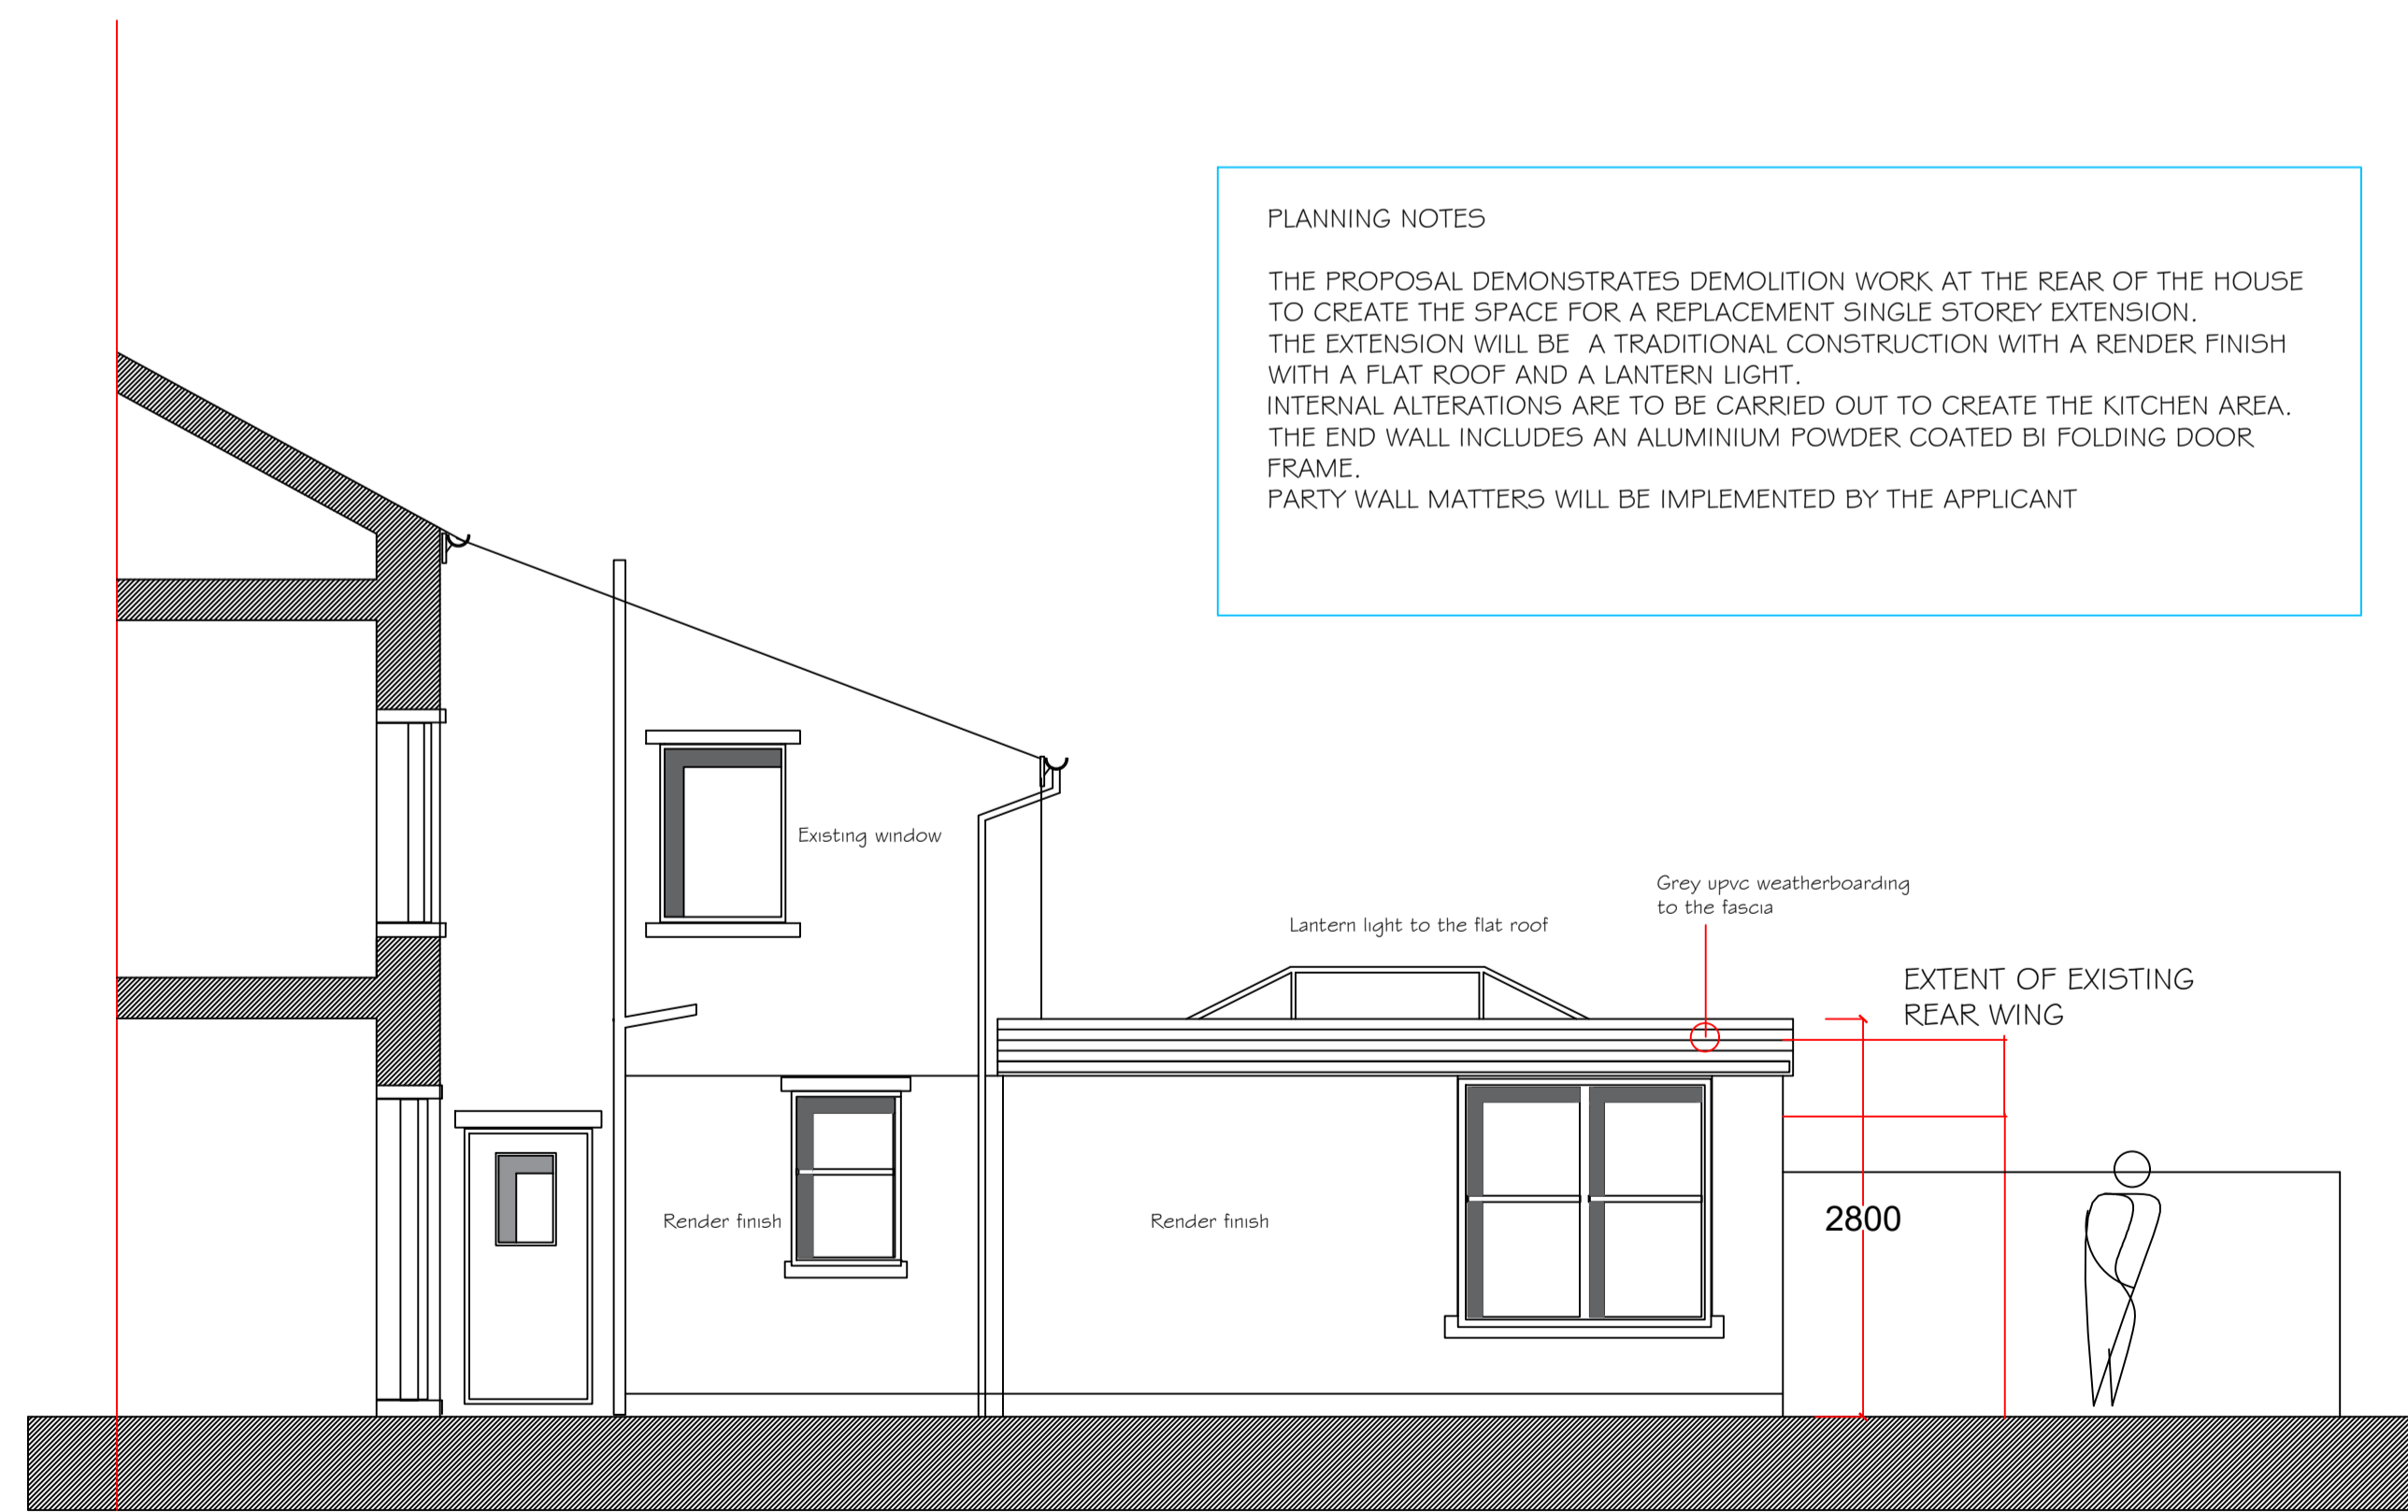 PLANNING NOTES
THE PROPOSAL DEMONSTRATES DEMOLITION WORK AT THE REAR OF THE HOUSE
TO CREATE THE SPACE FOR A REPLACEMENT SINGLE STOREY EXTENSION.
THE EXTENSION WILL BE A TRADITIONAL CONSTRUCTION WITH A RENDER FINISH
WITH A FLAT ROOF AND A LANTERN LIGHT.
INTERNAL ALTERATIONS ARE TO BE CARRIED OUT TO CREATE THE KITCHEN AREA.
THE END WALL INCLUDES AN ALUMINIUM POWDER COATED BI FOLDING DOOR
FRAME.
PARTY WALL MATTERS WILL BE IMPLEMENTED BY THE APPLICANT
Existing window
Grey upvc weatherboarding
to the fascia
Lantern light to the flat roof
EXTENT OF EXISTING
REAR WING
Render finish
Render finish
2800